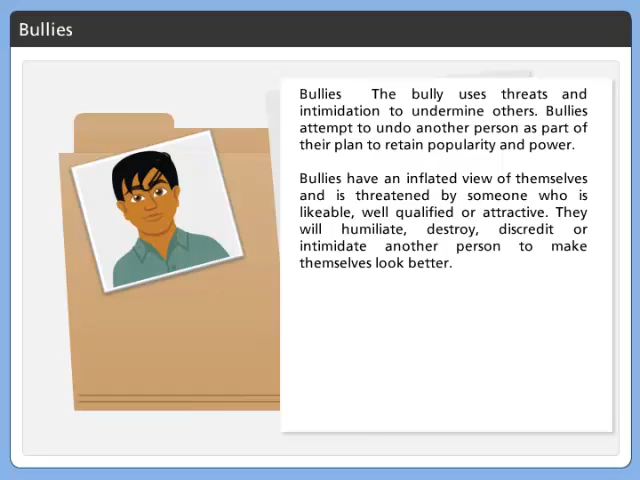 Bullies
Bullies The bully uses threats and
intimidation to undermine others. Bullies
attempt to undo another person as part of
their plan to retain popularity and power.
Bullies have an inflated view of themselves
and is threatened by someone who is
likeable, well qualified or attractive. They
will humiliate, destroy, discredit or
intimidate another person to make
themselves look better.